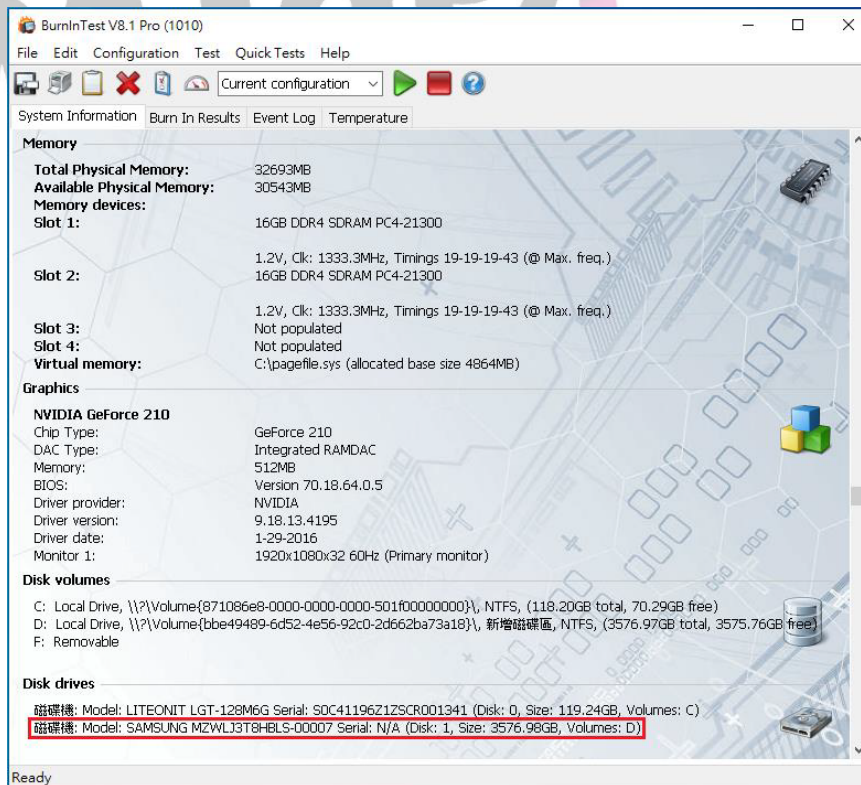 BurnInTest V8.1 Pro (1010)
File Edit Configuration Test Quick Tests Help
Current configuration
System Information Burn In Results Event Log Temperature
Memory
Total Physical Memory: 32693MB
Available Physical Memory: 30543MB
Memory devices:
Slot 1: 16GB DDR4 SDRAM PC4-21300
1.2V, Clk: 1333.3MHz, Timings 19-19-19-43 (@ Max. freq.)
Slot 2: 16GB DDR4 SDRAM PC4-21300
1.2V, Clk: 1333.3MHz, Timings 19-19-19-43 (@ Max. freq.)
Slot 3: Not populated
Slot 4: Not populated
Virtual memory: C:\pagefile.sys (allocated base size 4864MB)
Graphics
NVIDIA GeForce 210
Chip Type: GeForce 210
DAC Type: Integrated RAMDAC
Memory: 512MB
BIOS: Version 70.18.64.0.5
Driver provider: NVIDIA
Driver version: 9.18.13.4195
Driver date: 1-29-2016
Monitor 1: 1920x1080x32 60Hz (Primary monitor)
Disk volumes
C: Local Drive, \\?\Volume{871086e8-0000-0000-0000-501f00000000}\, NTFS, (118.20GB total, 70.29GB free)
D: Local Drive, \\?\Volume{bbe49489-6d52-4e56-92c0-2d662ba73a18}\, 新增磁碟區, NTFS, (3576.97GB total, 3575.76GB free)
F: Removable
Disk drives
磁碟機: Model: LITEONIT LGT-128M6G Serial: S0C41196Z1ZSCR001341 (Disk: 0, Size: 119.24GB, Volumes: C)
磁碟機: Model: SAMSUNG MZWLJ3T8HBLS-00007 Serial: N/A (Disk: 1, Size: 3576.98GB, Volumes: D)
Ready